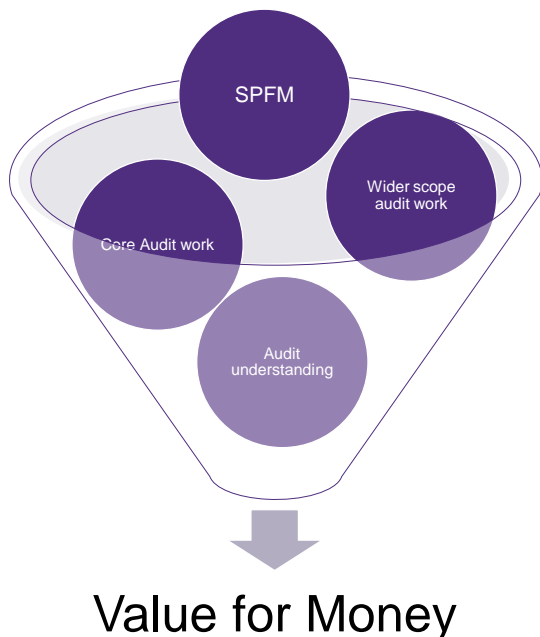 SPFM
Wider scope
audit work
Core Audit work
Audit
understanding
Value for Money